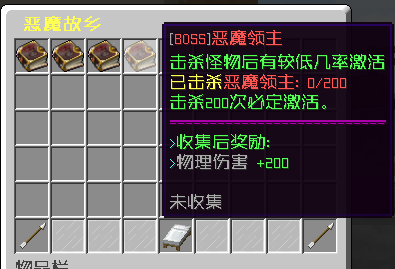 恶魔故乡
[BOSS]恶魔领主
击杀怪物后有较低几率激活
已击杀恶魔领主: 0/200
击杀200次必定激活。
>收集后奖励:
>物理伤害 +200
未收集
物品栏